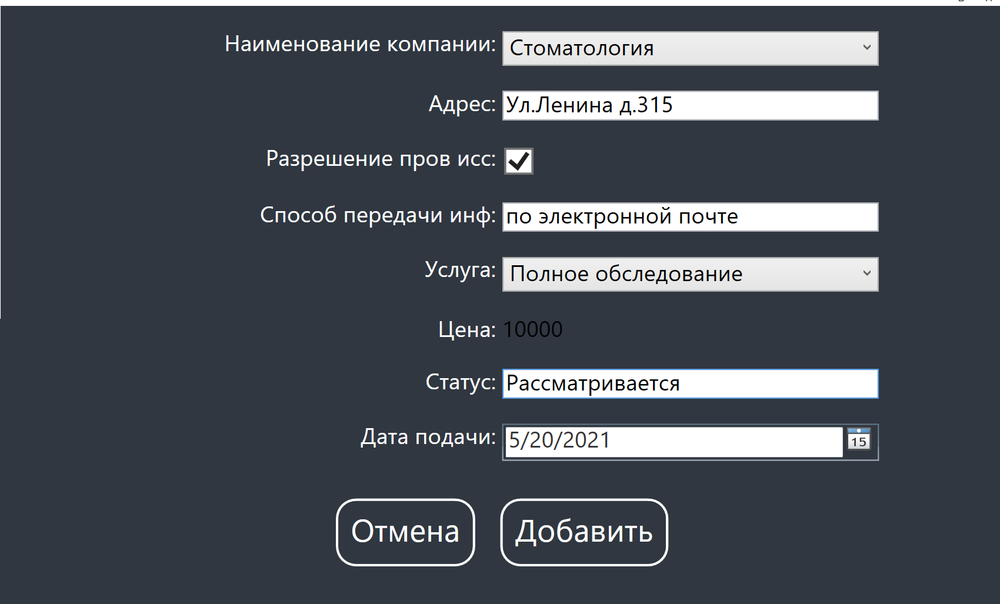 Наименование компании: Стоматология
Адрес: Ул.Ленина д.315
Разрешение пров исс:
Способ передачи инф: по электронной почте
Услуга: Полное обследование
Цена: 10000
Статус: Рассматривается
Дата подачи: 5/20/2021 15
Отмена Добавить